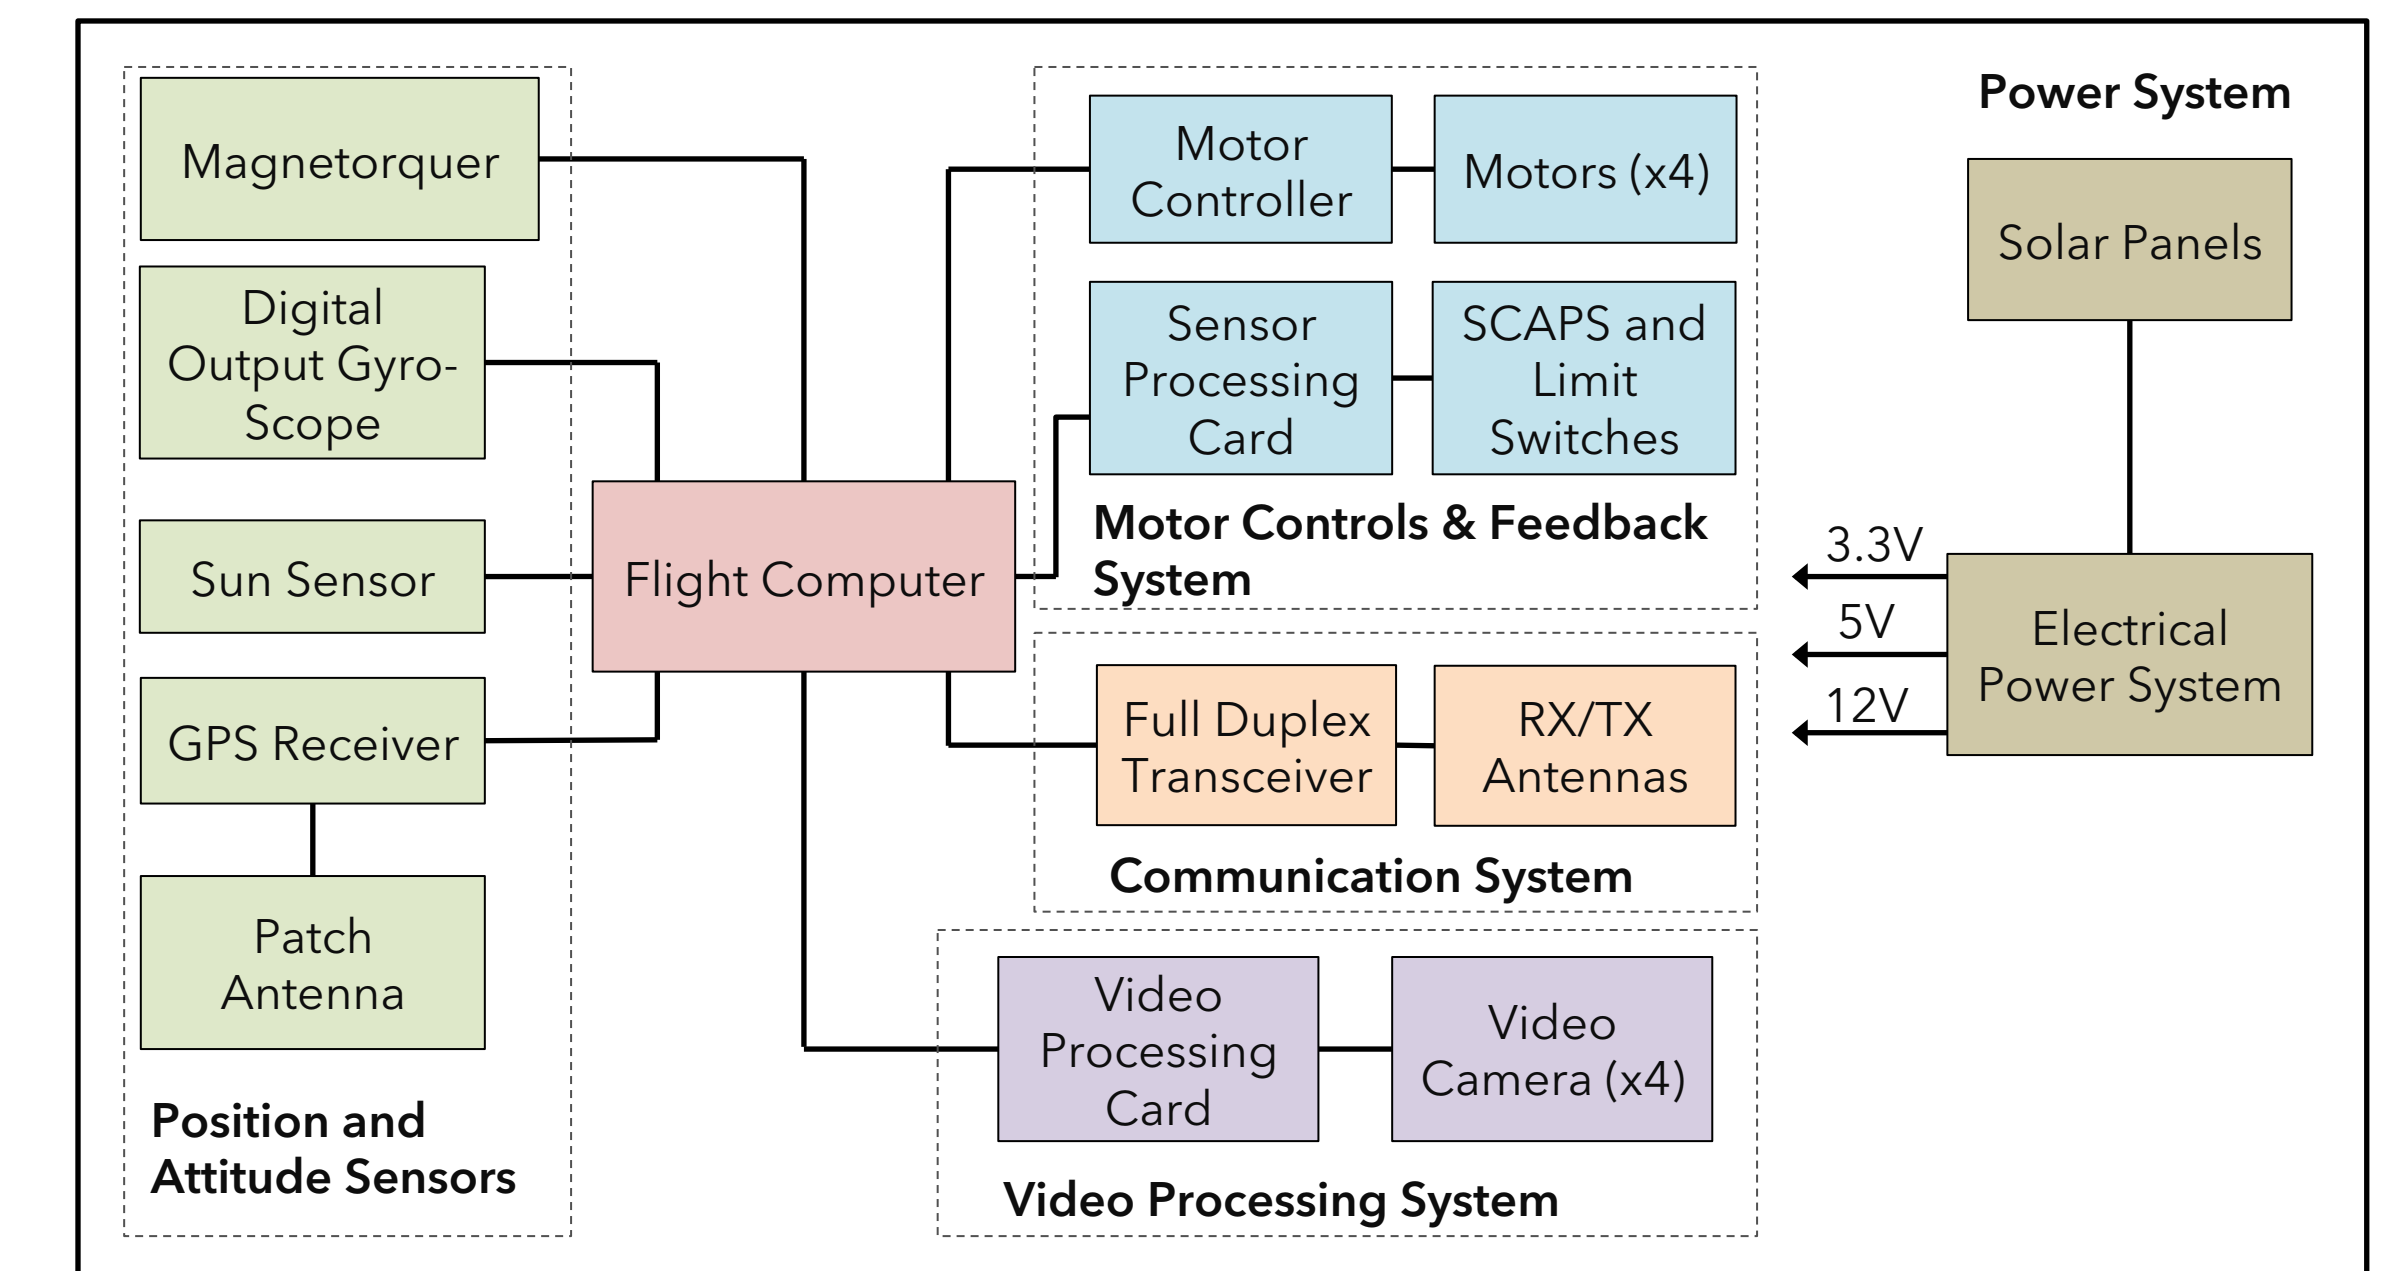 Magnetorquer
Digital
Output Gyro-
Scope
Sun Sensor
GPS Receiver
Patch
Antenna
Position and
Attitude Sensors
Flight Computer
Motor
Controller
Motors (x4)
Sensor
Processing
Card
SCAPS and
Limit
Switches
Motor Controls & Feedback
System
Full Duplex
Transceiver
RX/TX
Antennas
Communication System
Video
Processing
Card
Video
Camera (x4)
Video Processing System
Power System
Solar Panels
3.3V
5V
12V
Electrical
Power System